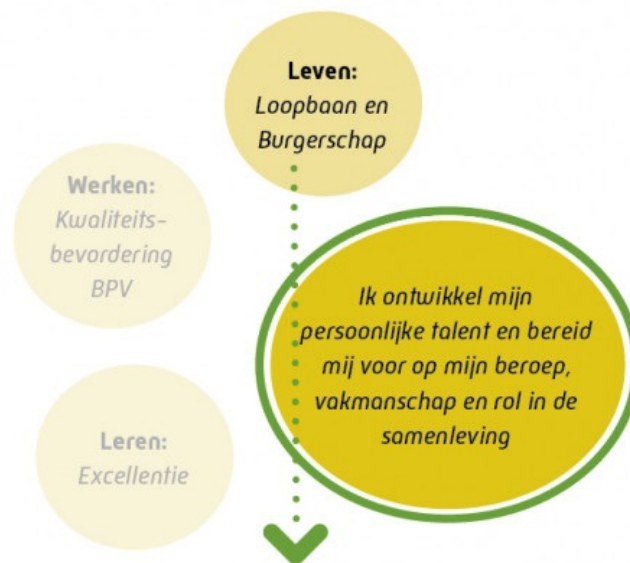 Leven:
Loopbaan en
Burgerschap
Werken:
Kwaliteits-
bevordering
BPV
Ik ontwikkel mijn
persoonlijke talent en bereid
mij voor op mijn beroep,
vakmanschap en rol in de
samenleving
Leren:
Excellentie